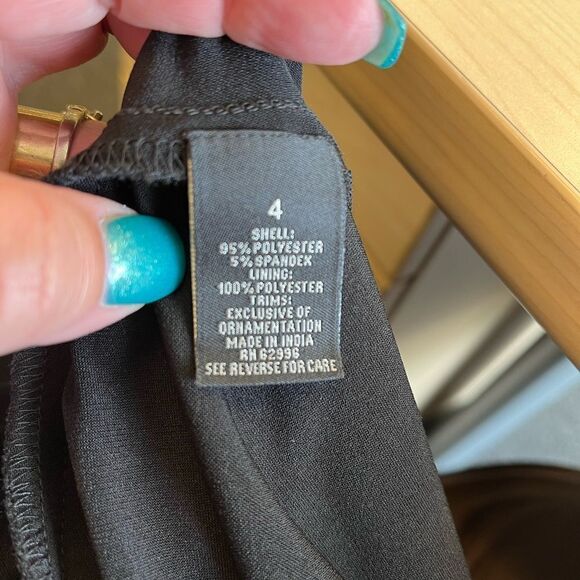 4
SHELL:
95% POLYESTER
5% SPANDEX
LINING:
100% POLYESTER
TRIMS:
EXCLUSIVE OF
ORNAMENTATION
MADE IN INDIA
RN 62996
SEE REVERSE FOR CARE